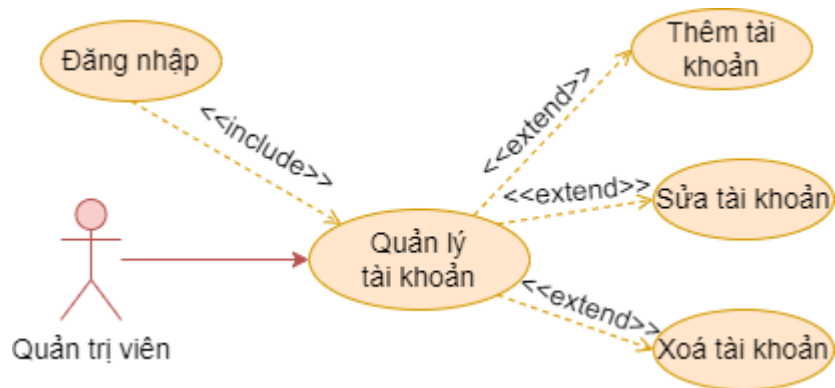 Đăng nhập
<<include>>
Thêm tài
khoản
<<extend>>
<<extend>>
Sửa tài khoản
Quản lý
tài khoản
<<extend>>
Xoá tài khoản
Quản trị viên